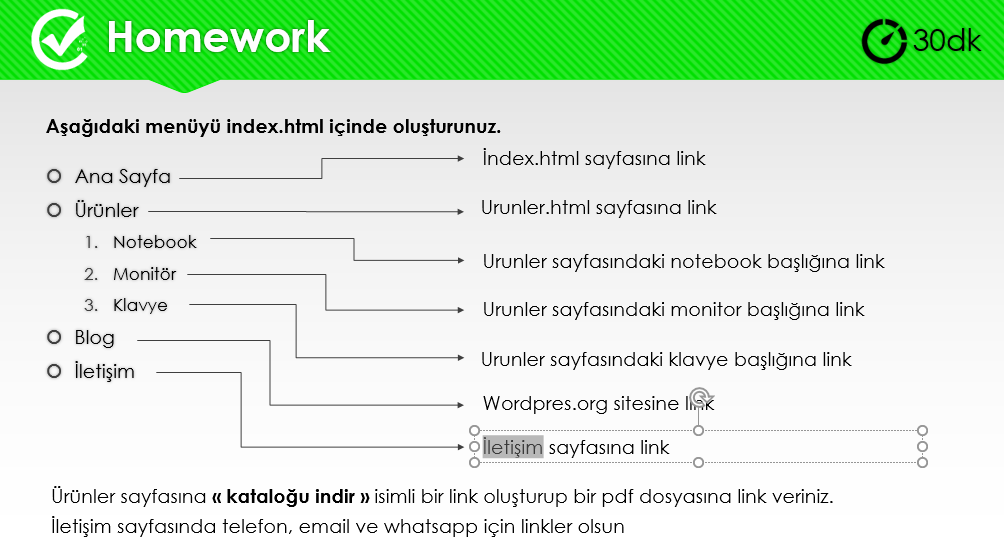 Homework
30dk
Aşağıdaki menüyü index.html içinde oluşturunuz.
Ana Sayfa
İndex.html sayfasına link
Ürünler
Urunler.html sayfasına link
1. Notebook
Urunler sayfasındaki notebook başlığına link
2. Monitör
Urunler sayfasındaki monitor başlığına link
3. Klavye
Urunler sayfasındaki klavye başlığına link
Blog
Wordpres.org sitesine link
İletişim
İletişim sayfasına link
Ürünler sayfasına « kataloğu indir » isimli bir link oluşturup bir pdf dosyasına link veriniz.
İletişim sayfasında telefon, email ve whatsapp için linkler olsun